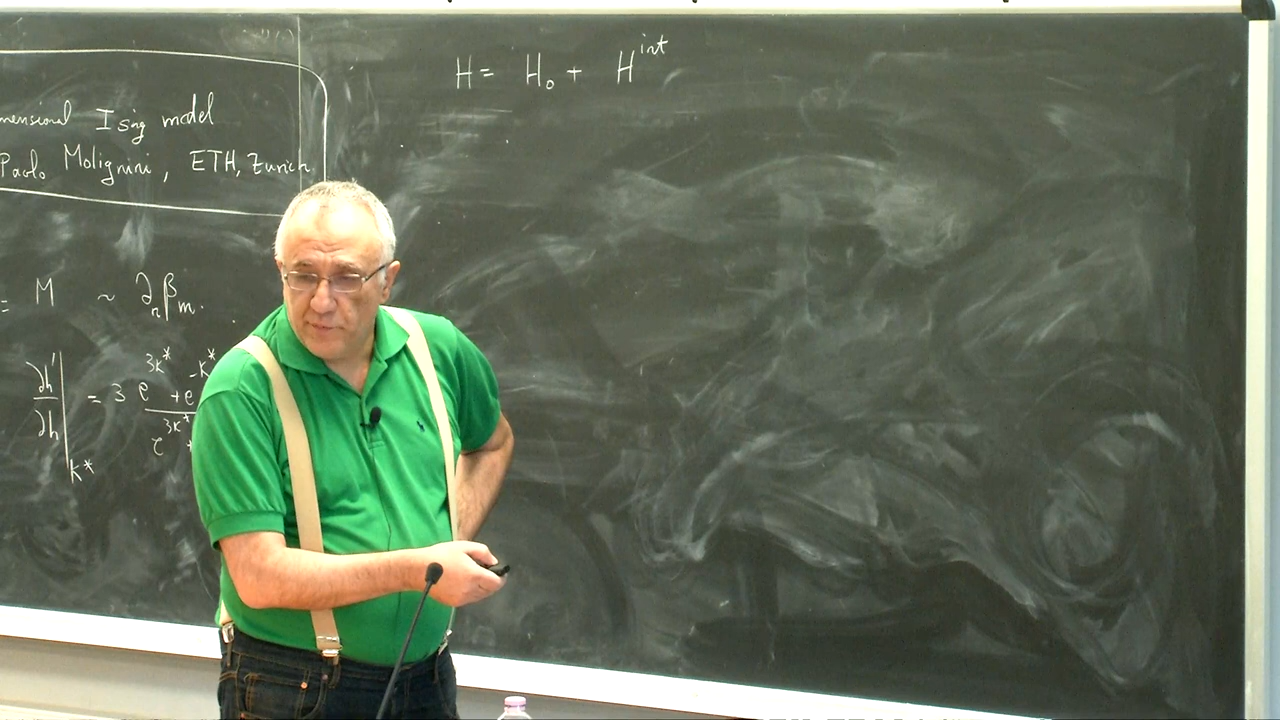 mensional Ising model
Paolo Molignini, ETH, Zurich
= M ~ ∂ₙβₘ.
∂h'/∂h |K* = 3 e^{3K*} + e^{-K*}
e^{3K*} +
H = H₀ + H^{int}